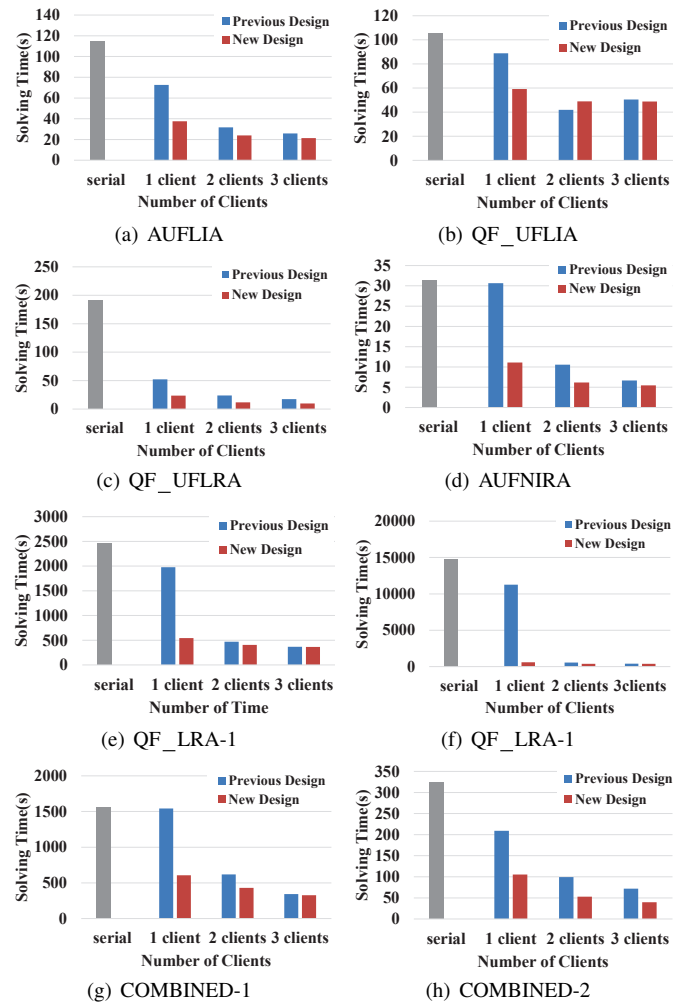 140
120
100
80
60
40
20
0
Solving Time(s)
Previous Design
New Design
serial 1 client 2 clients 3 clients
Number of Clients
(a) AUFLIA
120
100
80
60
40
20
0
Solving Time(s)
Previous Design
New Design
serial 1 client 2 clients 3 clients
Number of Clients
(b) QF_UFLIA
250
200
150
100
50
0
Solving Time(s)
Previous Design
New Design
serial 1 client 2 clients 3 clients
Number of Clients
(c) QF_UFLRA
35
30
25
20
15
10
5
0
Solving Time(s)
Previous Design
New Design
serial 1 client 2 clients 3 clients
Number of Clients
(d) AUFNIRA
3000
2500
2000
1500
1000
500
0
Solving Time(s)
Previous Design
New Design
serial 1 client 2 clients 3 clients
Number of Time
(e) QF_LRA-1
20000
15000
10000
5000
0
Solving Time(s)
Previous Design
New Design
serial 1 client 2 clients 3clients
Number of Clients
(f) QF_LRA-1
2000
1500
1000
500
0
Solving Time(s)
Previous Design
New Design
serial 1 client 2 clients 3 clients
Number of Clients
(g) COMBINED-1
350
300
250
200
150
100
50
0
Solving Time(s)
Previous Design
New Design
serial 1 client 2 clients 3 clients
Number of Clients
(h) COMBINED-2